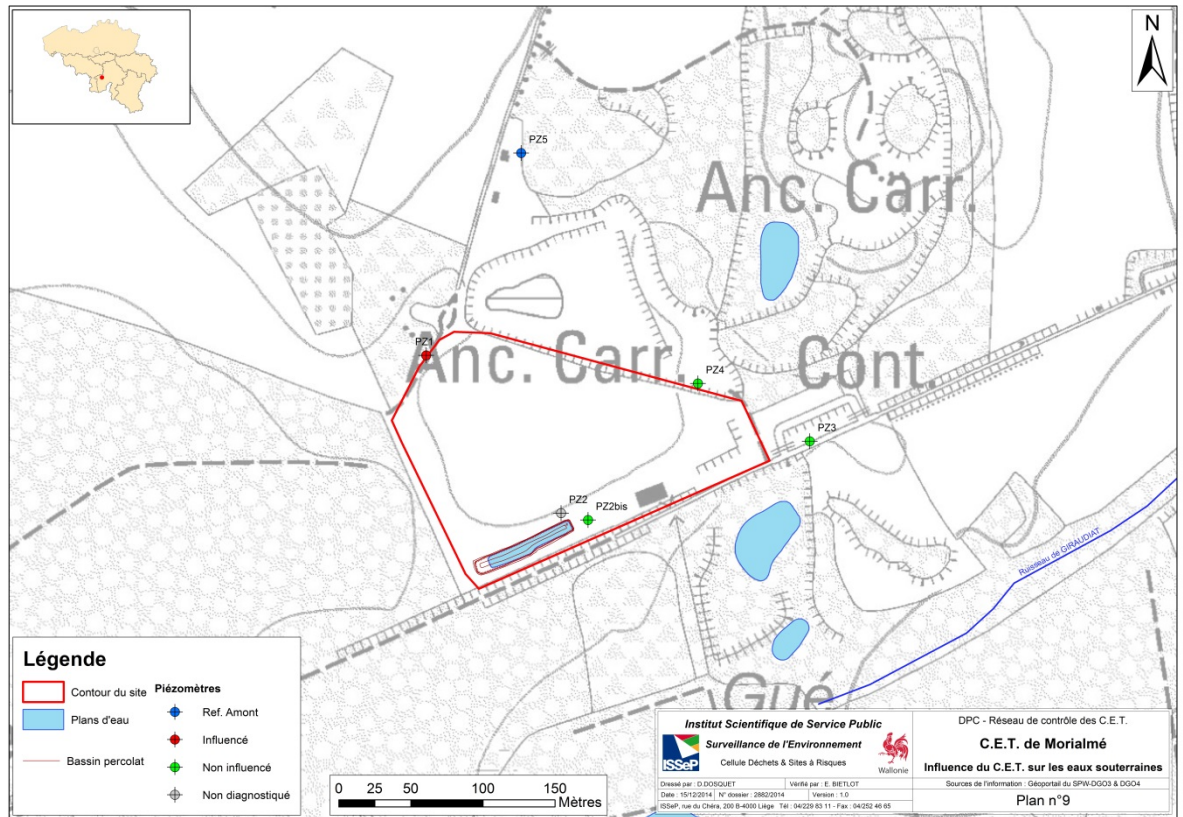 N
PZ5
Anc. Carr.
PZ1
Anc. Carr.
PZ4
Cont.
PZ3
PZ2
PZ2bis
Ruisseau de GIRAUDIAT
Gué
Légende
Contour du site
Plans d'eau
Bassin percolat
Piézomètres
Ref. Amont
Influencé
Non influencé
Non diagnostiqué
0 25 50 100 150
Mètres
Institut Scientifique de Service Public
Surveillance de l'Environnement
Cellule Déchets & Sites à Risques
ISSeP
Wallonie
Dressé par : D.DOSQUET
Vérifié par : E. BIETLOT
Date : 15/12/2014
N° dossier : 2882/2014
Version : 1.0
ISSeP, rue du Chéra, 200 B-4000 Liège Tél : 04/229 83 11 - Fax : 04/252 46 65
DPC - Réseau de contrôle des C.E.T.
C.E.T. de Morialmé
Influence du C.E.T. sur les eaux souterraines
Sources de l'information : Géoportail du SPW-DGO3 & DGO4
Plan n°9